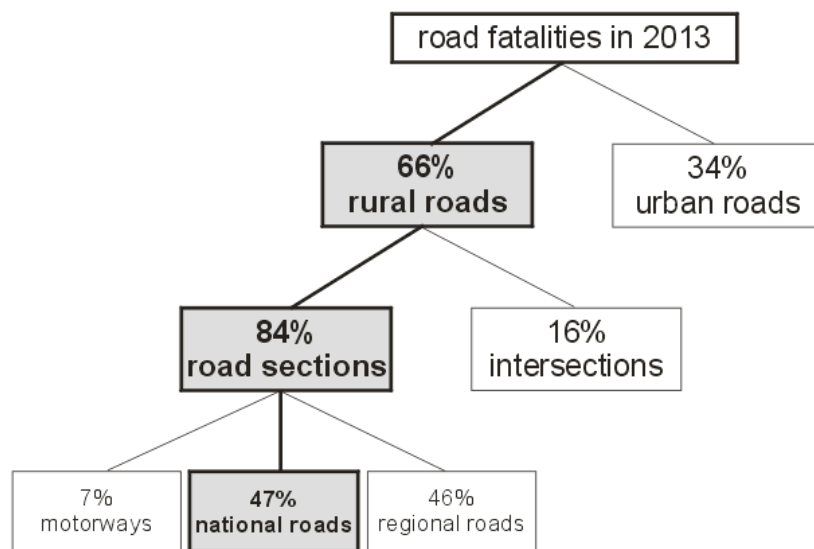 road fatalities in 2013
66%
rural roads
34%
urban roads
84%
road sections
16%
intersections
7%
motorways
47%
national roads
46%
regional roads